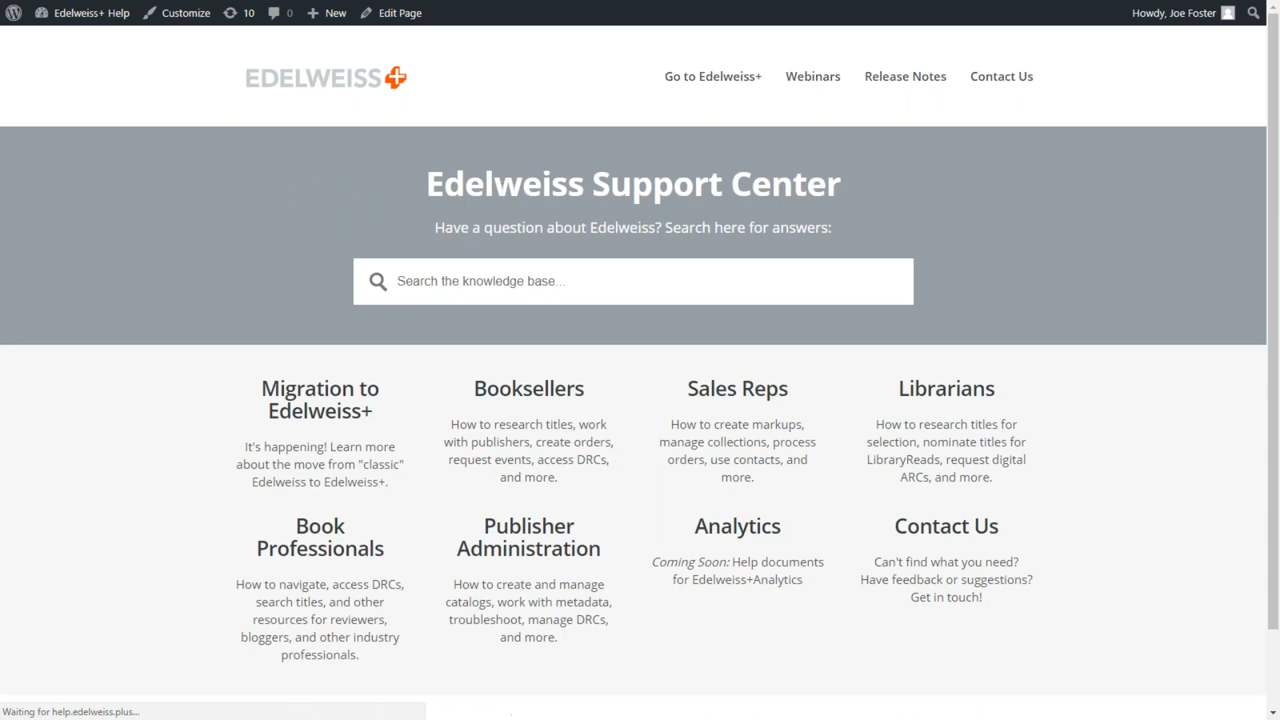 Edelweiss+ Help Customize 10 0 New Edit Page Howdy, Joe Foster
EDELWEISS+ Go to Edelweiss+ Webinars Release Notes Contact Us
Edelweiss Support Center
Have a question about Edelweiss? Search here for answers:
Search the knowledge base...
Migration to
Edelweiss+
It's happening! Learn more
about the move from "classic"
Edelweiss to Edelweiss+.
Booksellers
How to research titles, work
with publishers, create orders,
request events, access DRCs,
and more.
Sales Reps
How to create markups,
manage collections, process
orders, use contacts, and
more.
Librarians
How to research titles for
selection, nominate titles for
LibraryReads, request digital
ARCs, and more.
Book
Professionals
How to navigate, access DRCs,
search titles, and other
resources for reviewers,
bloggers, and other industry
professionals.
Publisher
Administration
How to create and manage
catalogs, work with metadata,
troubleshoot, manage DRCs,
and more.
Analytics
Coming Soon: Help documents
for Edelweiss+Analytics
Contact Us
Can't find what you need?
Have feedback or suggestions?
Get in touch!
Waiting for help.edelweiss.plus...